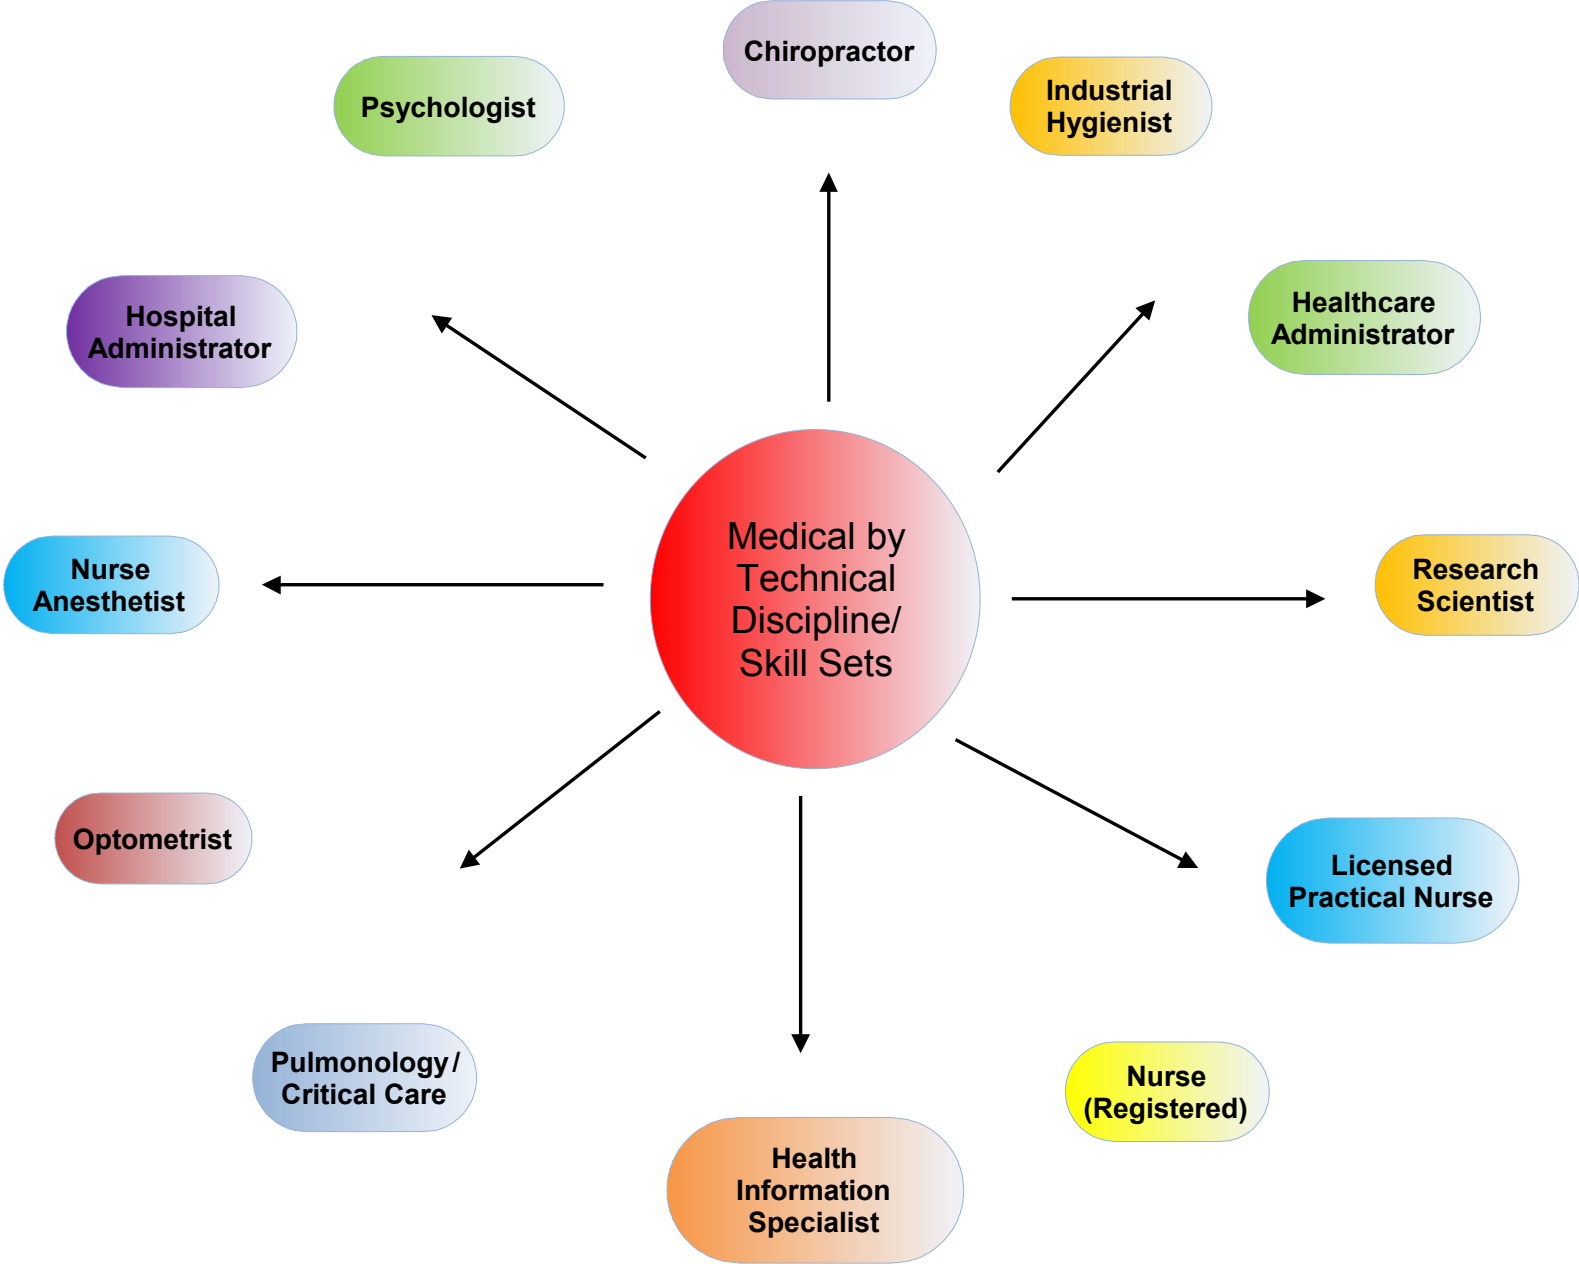 Chiropractor
Psychologist
Industrial
Hygienist
Hospital
Administrator
Healthcare
Administrator
Medical by
Technical
Discipline/
Skill Sets
Nurse
Anesthetist
Research
Scientist
Optometrist
Licensed
Practical Nurse
Pulmonology/
Critical Care
Nurse
(Registered)
Health
Information
Specialist